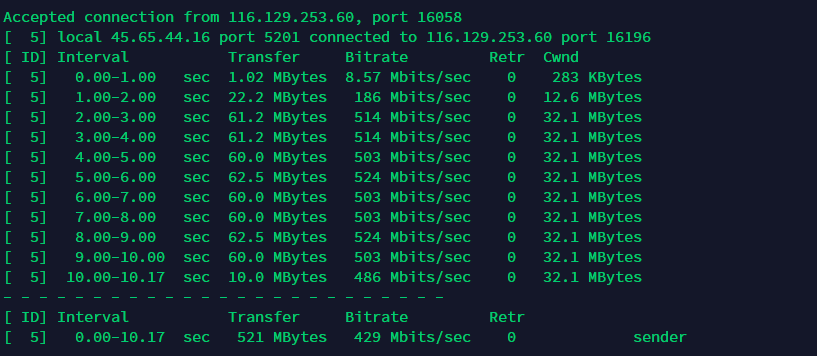 Accepted connection from 116.129.253.60, port 16058
[  5] local 45.65.44.16 port 5201 connected to 116.129.253.60 port 16196
[ ID] Interval           Transfer     Bitrate         Retr  Cwnd
[  5]   0.00-1.00   sec  1.02 MBytes  8.57 Mbits/sec    0    283 KBytes
[  5]   1.00-2.00   sec  22.2 MBytes   186 Mbits/sec    0   12.6 MBytes
[  5]   2.00-3.00   sec  61.2 MBytes   514 Mbits/sec    0   32.1 MBytes
[  5]   3.00-4.00   sec  61.2 MBytes   514 Mbits/sec    0   32.1 MBytes
[  5]   4.00-5.00   sec  60.0 MBytes   503 Mbits/sec    0   32.1 MBytes
[  5]   5.00-6.00   sec  62.5 MBytes   524 Mbits/sec    0   32.1 MBytes
[  5]   6.00-7.00   sec  60.0 MBytes   503 Mbits/sec    0   32.1 MBytes
[  5]   7.00-8.00   sec  60.0 MBytes   503 Mbits/sec    0   32.1 MBytes
[  5]   8.00-9.00   sec  62.5 MBytes   524 Mbits/sec    0   32.1 MBytes
[  5]   9.00-10.00  sec  60.0 MBytes   503 Mbits/sec    0   32.1 MBytes
[  5]  10.00-10.17  sec  10.0 MBytes   486 Mbits/sec    0   32.1 MBytes
- - - - - - - - - - - - - - - - - - - - - - - - -
[ ID] Interval           Transfer     Bitrate         Retr
[  5]   0.00-10.17  sec   521 MBytes   429 Mbits/sec    0             sender